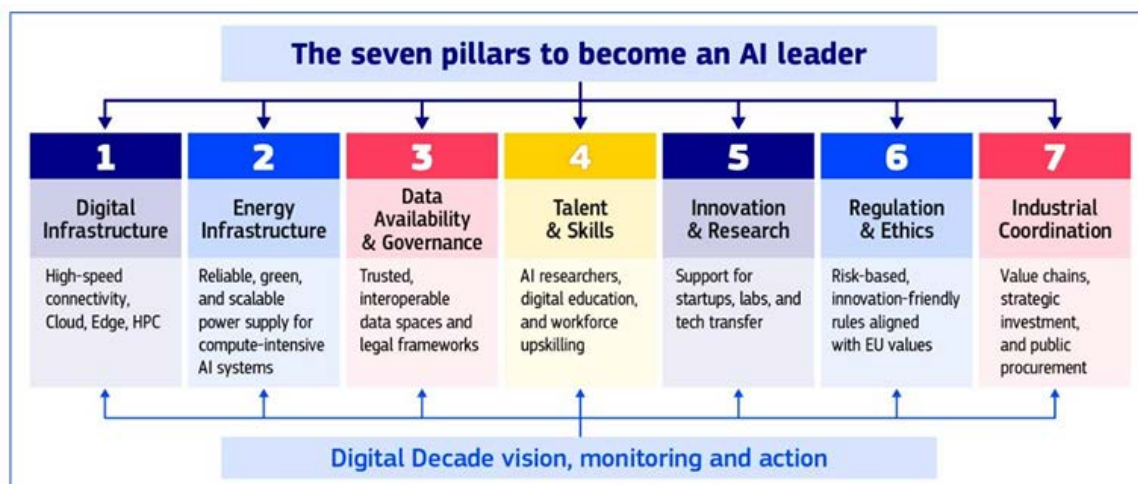 The seven pillars to become an AI leader
1
Digital
Infrastructure
High-speed
connectivity,
Cloud, Edge, HPC
2
Energy
Infrastructure
Reliable, green,
and scalable
power supply for
compute-intensive
AI systems
3
Data
Availability
& Governance
Trusted,
interoperable
data spaces and
legal frameworks
4
Talent
& Skills
AI researchers,
digital education,
and workforce
upskilling
5
Innovation
& Research
Support for
startups, labs, and
tech transfer
6
Regulation
& Ethics
Risk-based,
innovation-friendly
rules aligned
with EU values
7
Industrial
Coordination
Value chains,
strategic
investment,
and public
procurement
Digital Decade vision, monitoring and action